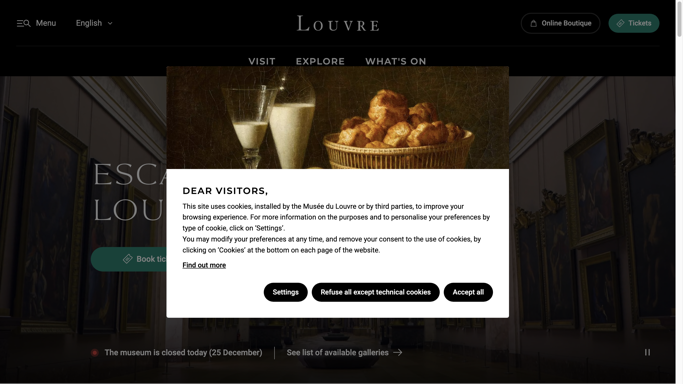 Menu
English
LOUVRE
Online Boutique
Tickets
VISIT
EXPLORE
WHAT'S ON
ESCA
LOU
Book tic
DEAR VISITORS,
This site uses cookies, installed by the Musée du Louvre or by third parties, to improve your
browsing experience. For more information on the purposes and to personalise your preferences by
type of cookie, click on 'Settings'.
You may modify your preferences at any time, and remove your consent to the use of cookies, by
clicking on 'Cookies' at the bottom on each page of the website.
Find out more
Settings
Refuse all except technical cookies
Accept all
The museum is closed today (25 December)
See list of available galleries